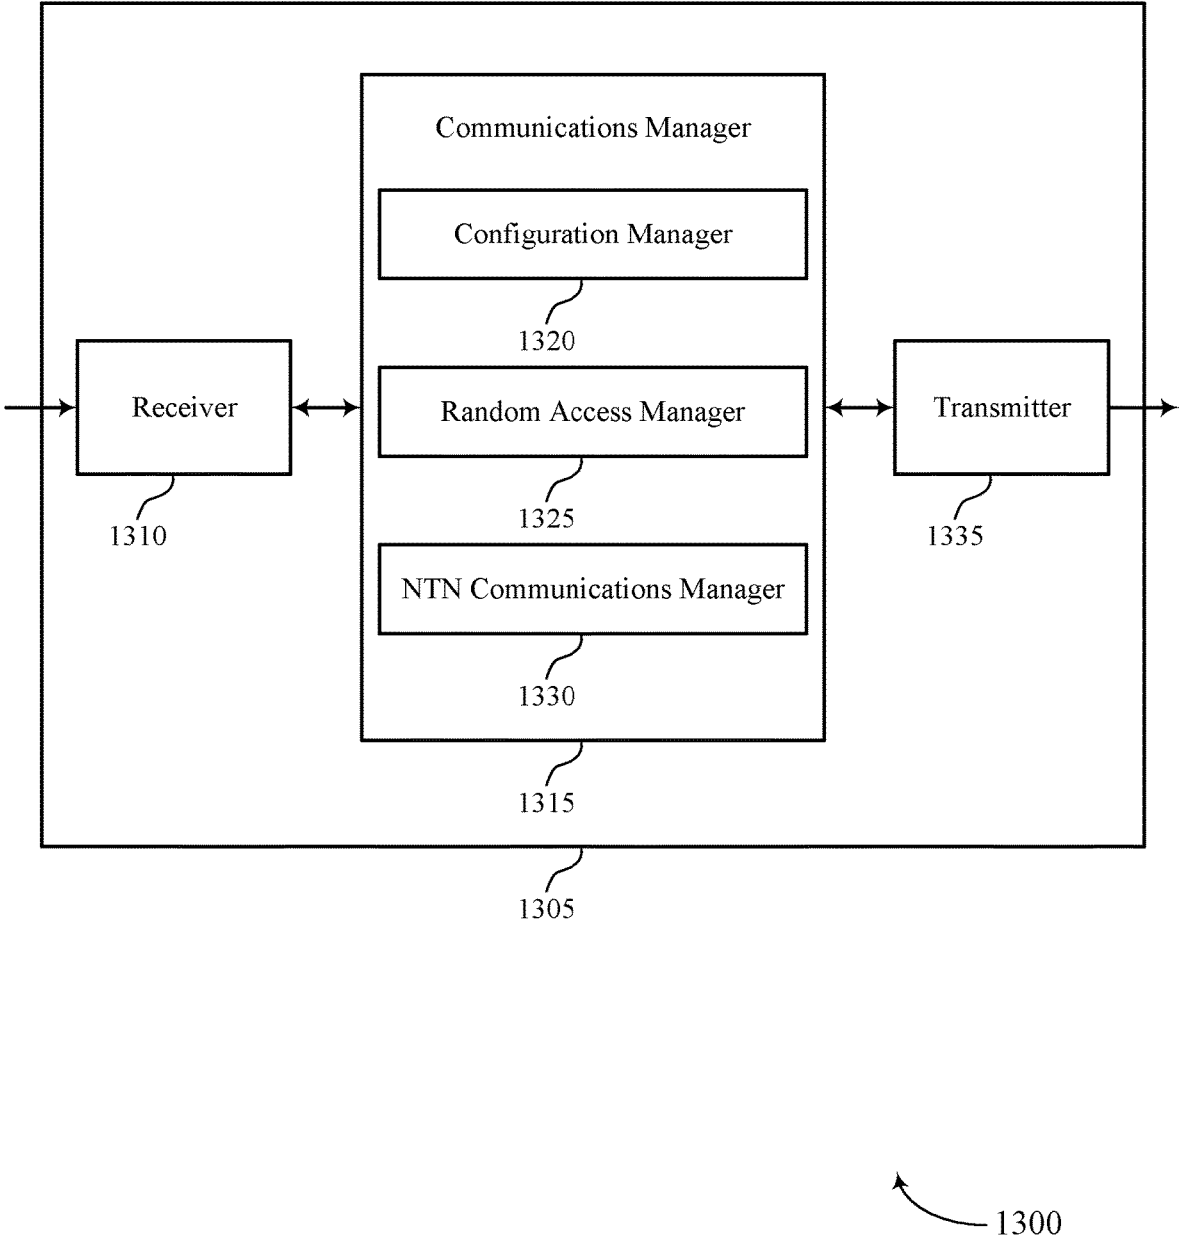 Communications Manager
Configuration Manager
1320
Receiver
Random Access Manager
Transmitter
1310
1325
1335
NTN Communications Manager
1330
1315
1305
1300